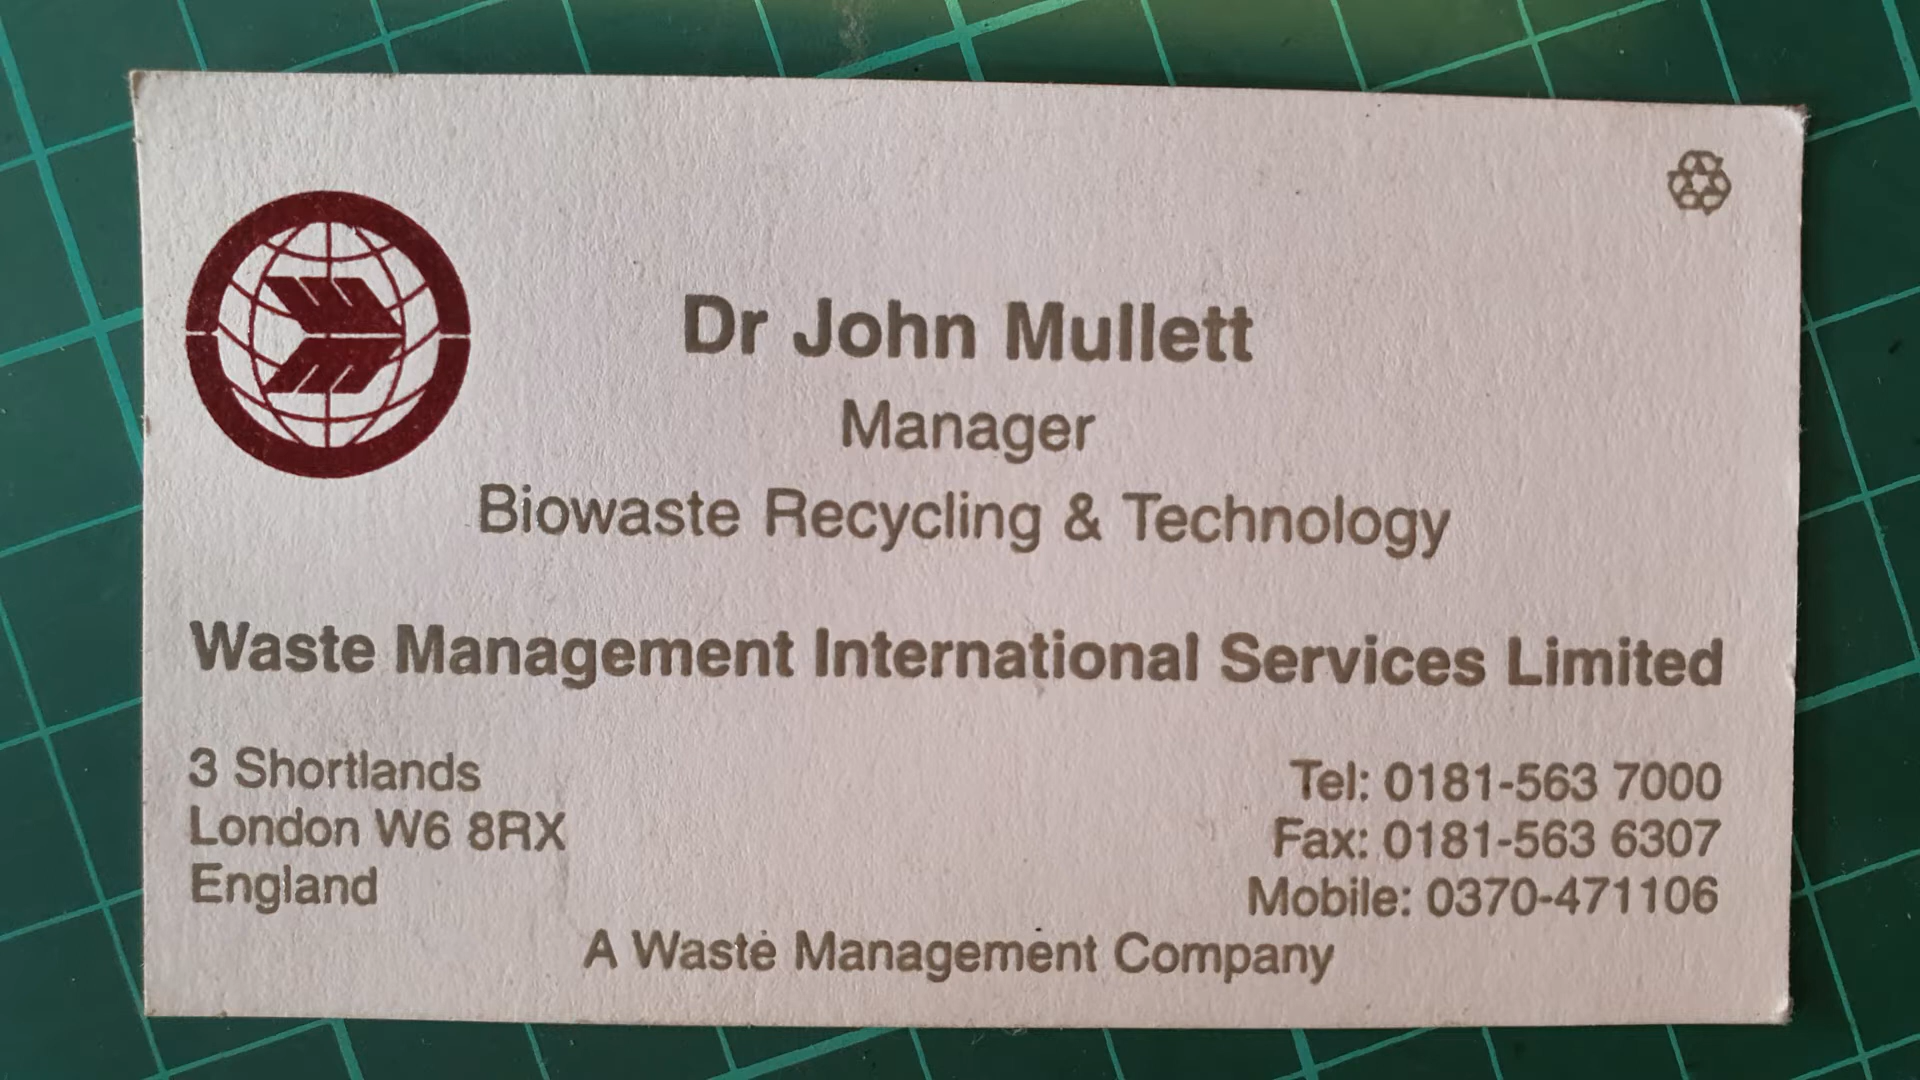 Dr John Mullett
Manager
Biowaste Recycling & Technology
Waste Management International Services Limited
3 Shortlands
London W6 8RX
England
Tel: 0181-563 7000
Fax: 0181-563 6307
Mobile: 0370-471106
A Waste Management Company